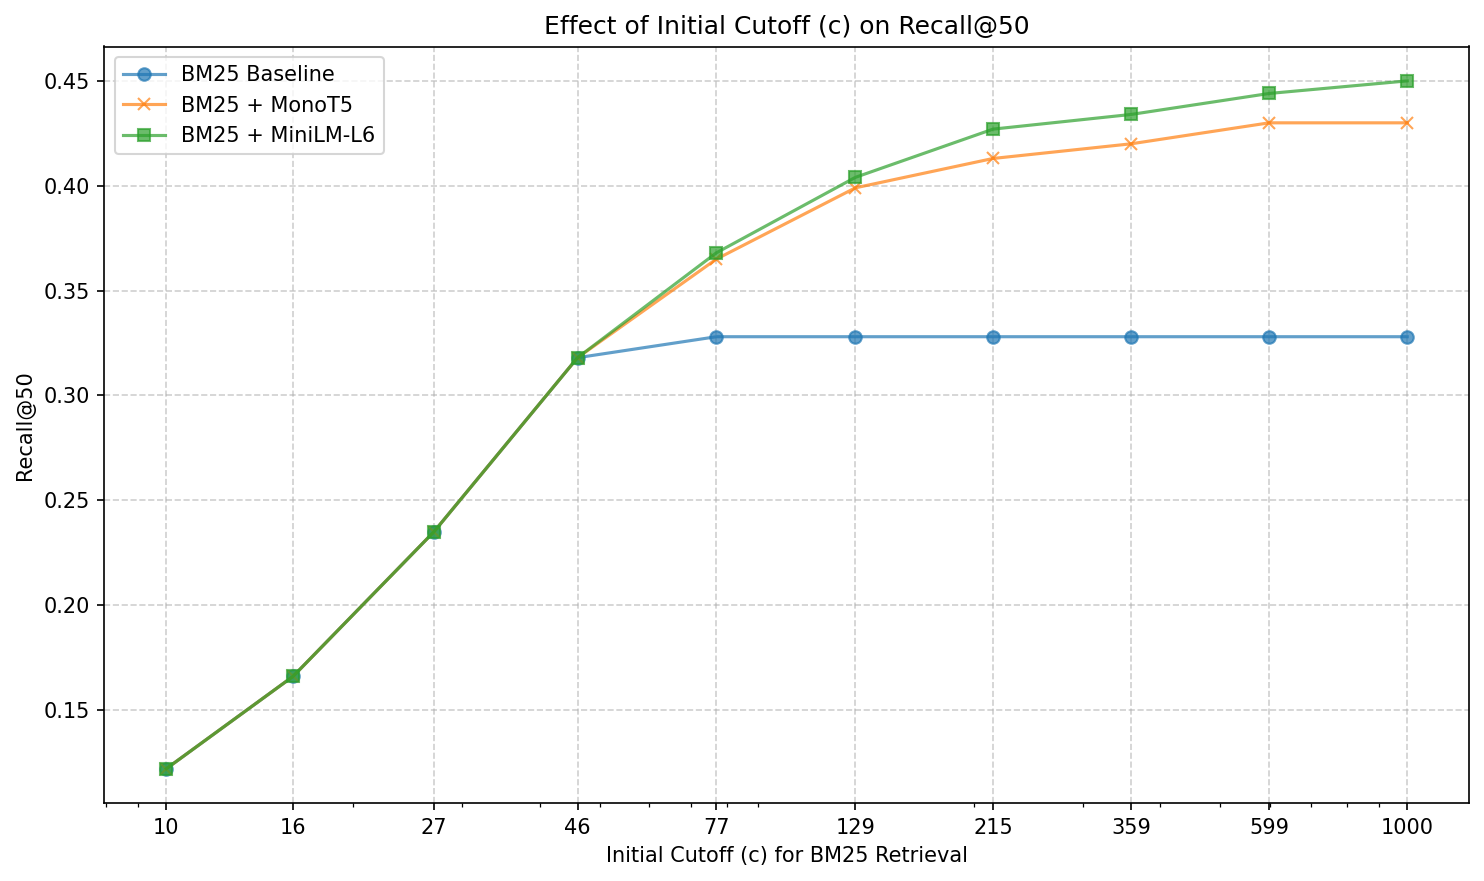 Effect of Initial Cutoff (c) on Recall@50
BM25 Baseline
BM25 + MonoT5
BM25 + MiniLM-L6
Recall@50
0.45
0.40
0.35
0.30
0.25
0.20
0.15
10 16 27 46 77 129 215 359 599 1000
Initial Cutoff (c) for BM25 Retrieval